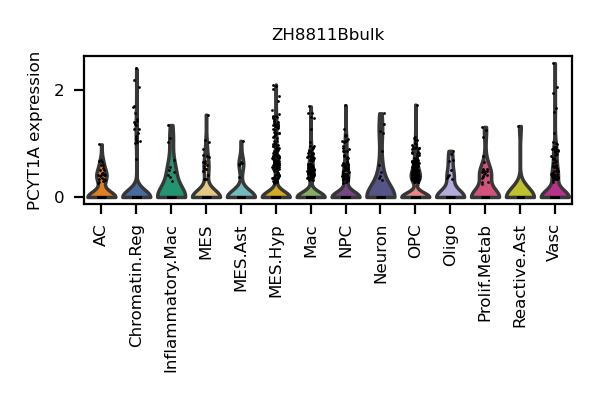 ZH8811Bbulk
PCYT1A expression
2
0
AC
Chromatin.Reg
Inflammatory.Mac
MES
MES.Ast
MES.Hyp
Mac
NPC
Neuron
OPC
Oligo
Prolif.Metab
Reactive.Ast
Vasc